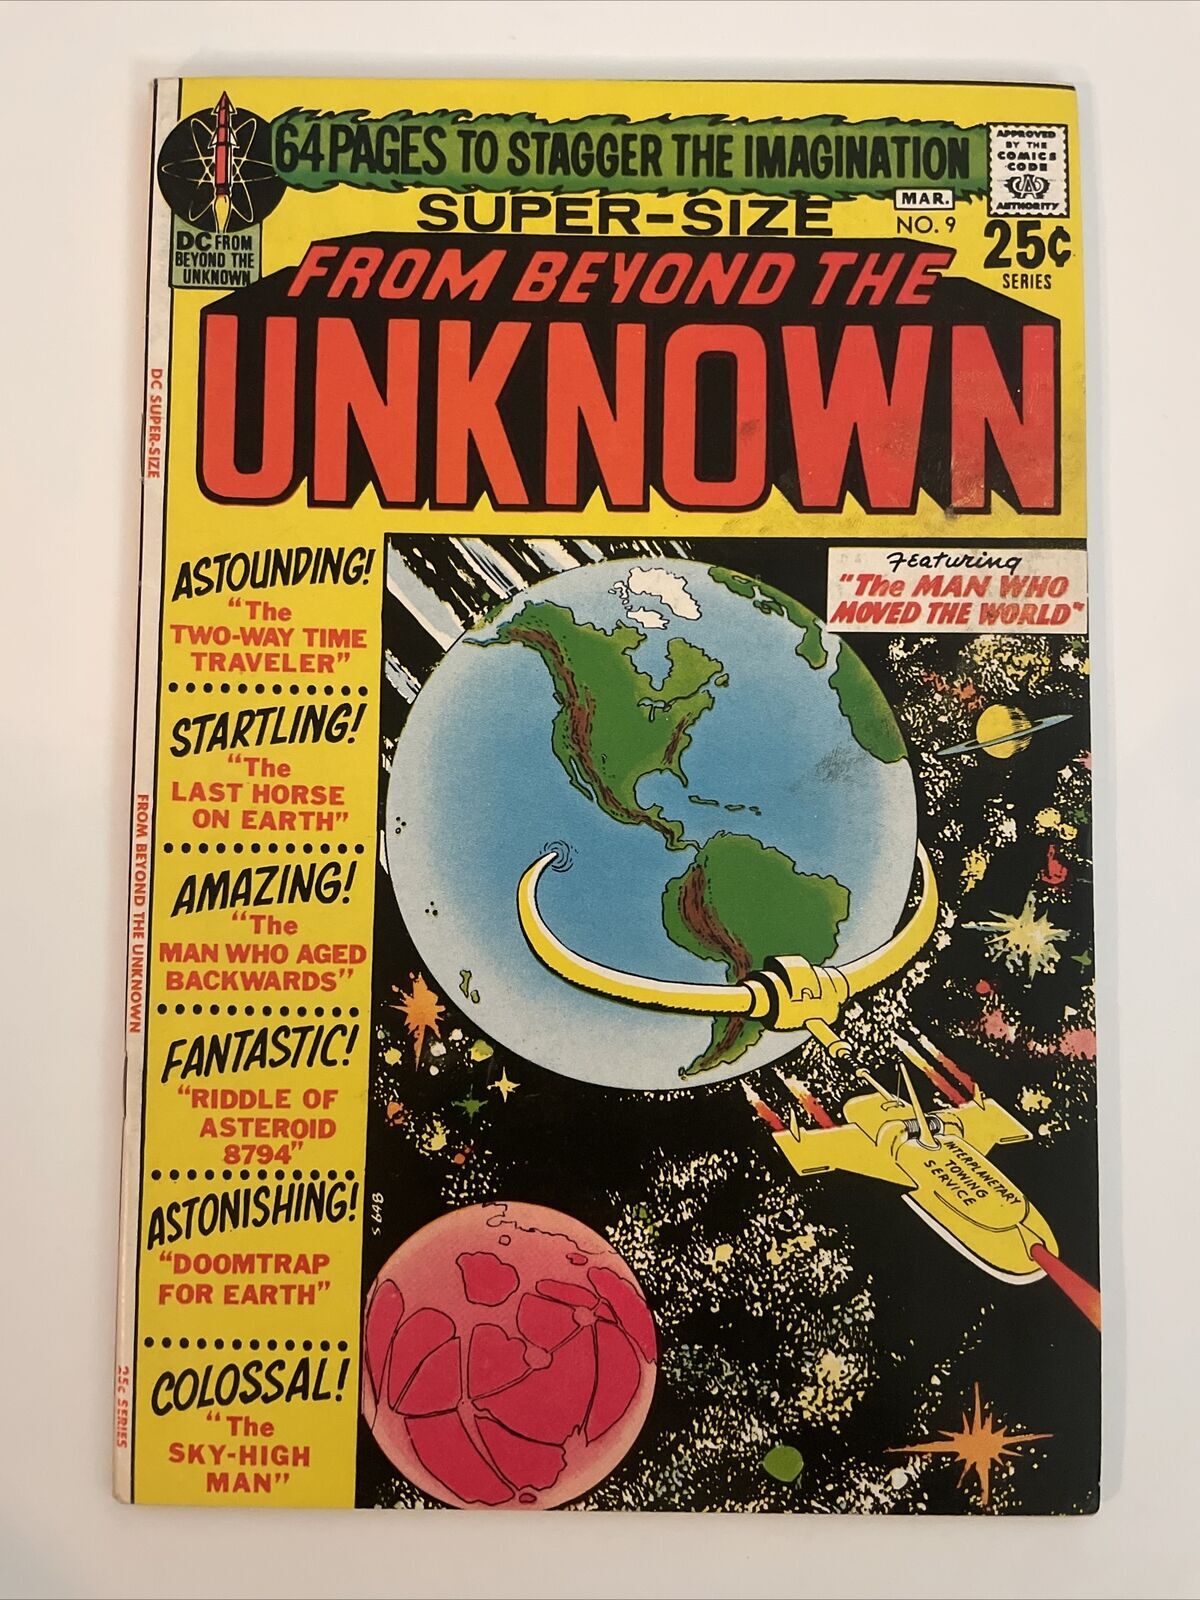 64 PAGES TO STAGGER THE IMAGINATION
APPROVED
BY THE
COMICS
CODE
CA
AUTHORITY
SUPER-SIZE
MAR.
NO. 9
25¢
SERIES
DC FROM
BEYOND THE
UNKNOWN
FROM BEYOND THE
UNKNOWN
DC SUPER-SIZE
FROM BEYOND THE UNKNOWN
25¢ SERIES
Featuring
"The MAN WHO
MOVED THE WORLD"
ASTOUNDING!
"The
TWO-WAY TIME
TRAVELER"
STARTLING!
"The
LAST HORSE
ON EARTH"
AMAZING!
"The
MAN WHO AGED
BACKWARDS"
FANTASTIC!
"RIDDLE OF
ASTEROID
8794"
ASTONISHING!
"DOOMTRAP
FOR EARTH"
COLOSSAL!
"The
SKY-HIGH
MAN"
INTERPLANETARY
TOWING
SERVICE
S64B